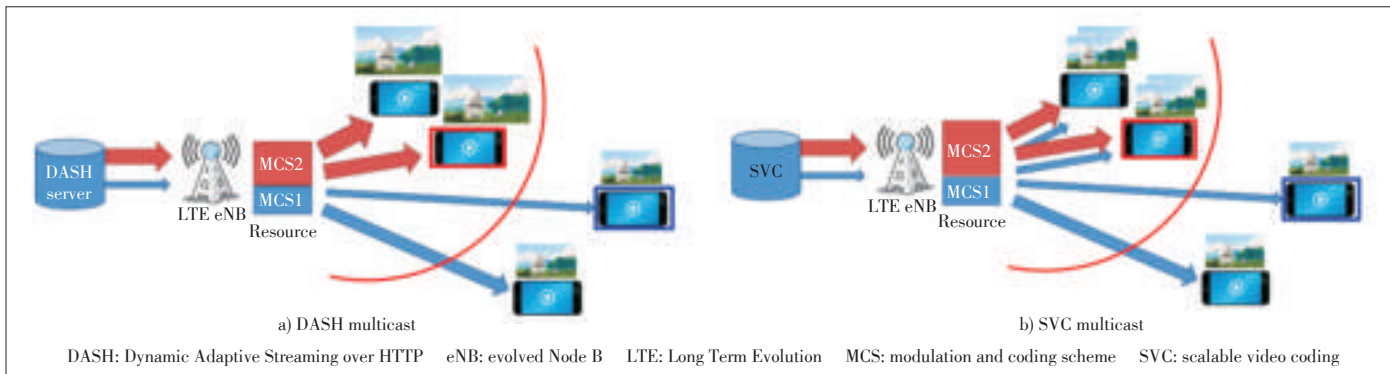 DASH
server
LTE eNB
MCS2
MCS1
Resource
a) DASH multicast
SVC
LTE eNB
MCS2
MCS1
Resource
b) SVC multicast
DASH: Dynamic Adaptive Streaming over HTTP eNB: evolved Node B LTE: Long Term Evolution MCS: modulation and coding scheme SVC: scalable video coding